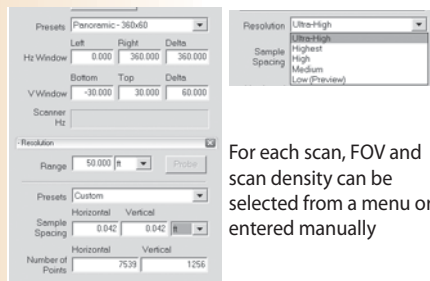 Presets Panoramic - 360x60
Left Right Delta
Hz Window 0.000 360.000 360.000
Bottom Top Delta
V Window -30.000 30.000 60.000
Scanner
Hz
Resolution
Range 50.000 ft Probe
Presets Custom
Horizontal Vertical
Sample
Spacing 0.042 0.042 ft
Horizontal Vertical
Number of
Points 7539 1256
Resolution Ultra-High
Sample
Spacing
Ultra-High
Highest
High
Medium
Low (Preview)
For each scan, FOV and
scan density can be
selected from a menu or
entered manually